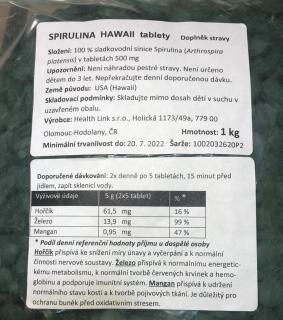 SPIRULINA HAWAII tablety Doplněk stravy
Složení: 100 % sladkovodní sinice Spirulina (Arthrospira
platensis) v tabletách 500 mg
Upozornění: Není náhradou pestré stravy. Není určeno
dětem do 3 let. Nepřekračujte denní doporučenou dávku.
Země původu: USA (Hawaii)
Skladovací podmínky: Skladujte mimo dosah dětí v suchu v
uzavřeném obalu.
Výrobce: Health Link s.r.o., Holická 1173/49a, 779 00
Olomouc-Hodolany, ČR Hmotnost: 1 kg
Minimální trvanlivost do: 20. 7. 2022 Šarže: 1002032620P2
Doporučené dávkování: 2x denně po 5 tabletách, 15 minut před
jídlem, zapít sklenicí vody.
Výživové údaje 5 g (2x5 tablet) % *
Hořčík 61,5 mg 16 %
Železo 13,9 mg 99 %
Mangan 0,95 mg 47 %
* Podíl denní referenční hodnoty příjmu u dospělé osoby
Hořčík přispívá ke snížení míry únavy a vyčerpání a k normální
činnosti nervové soustavy. Železo přispívá k normálnímu energetic-
kému metabolismu, k normální tvorbě červených krvinek a hemo-
globinu a podporuje imunitní systém. Mangan přispívá k udržení
normálního stavu kostí a k tvorbě pojivových tkání. Je důležitý pro
ochranu buněk před oxidativním stresem.